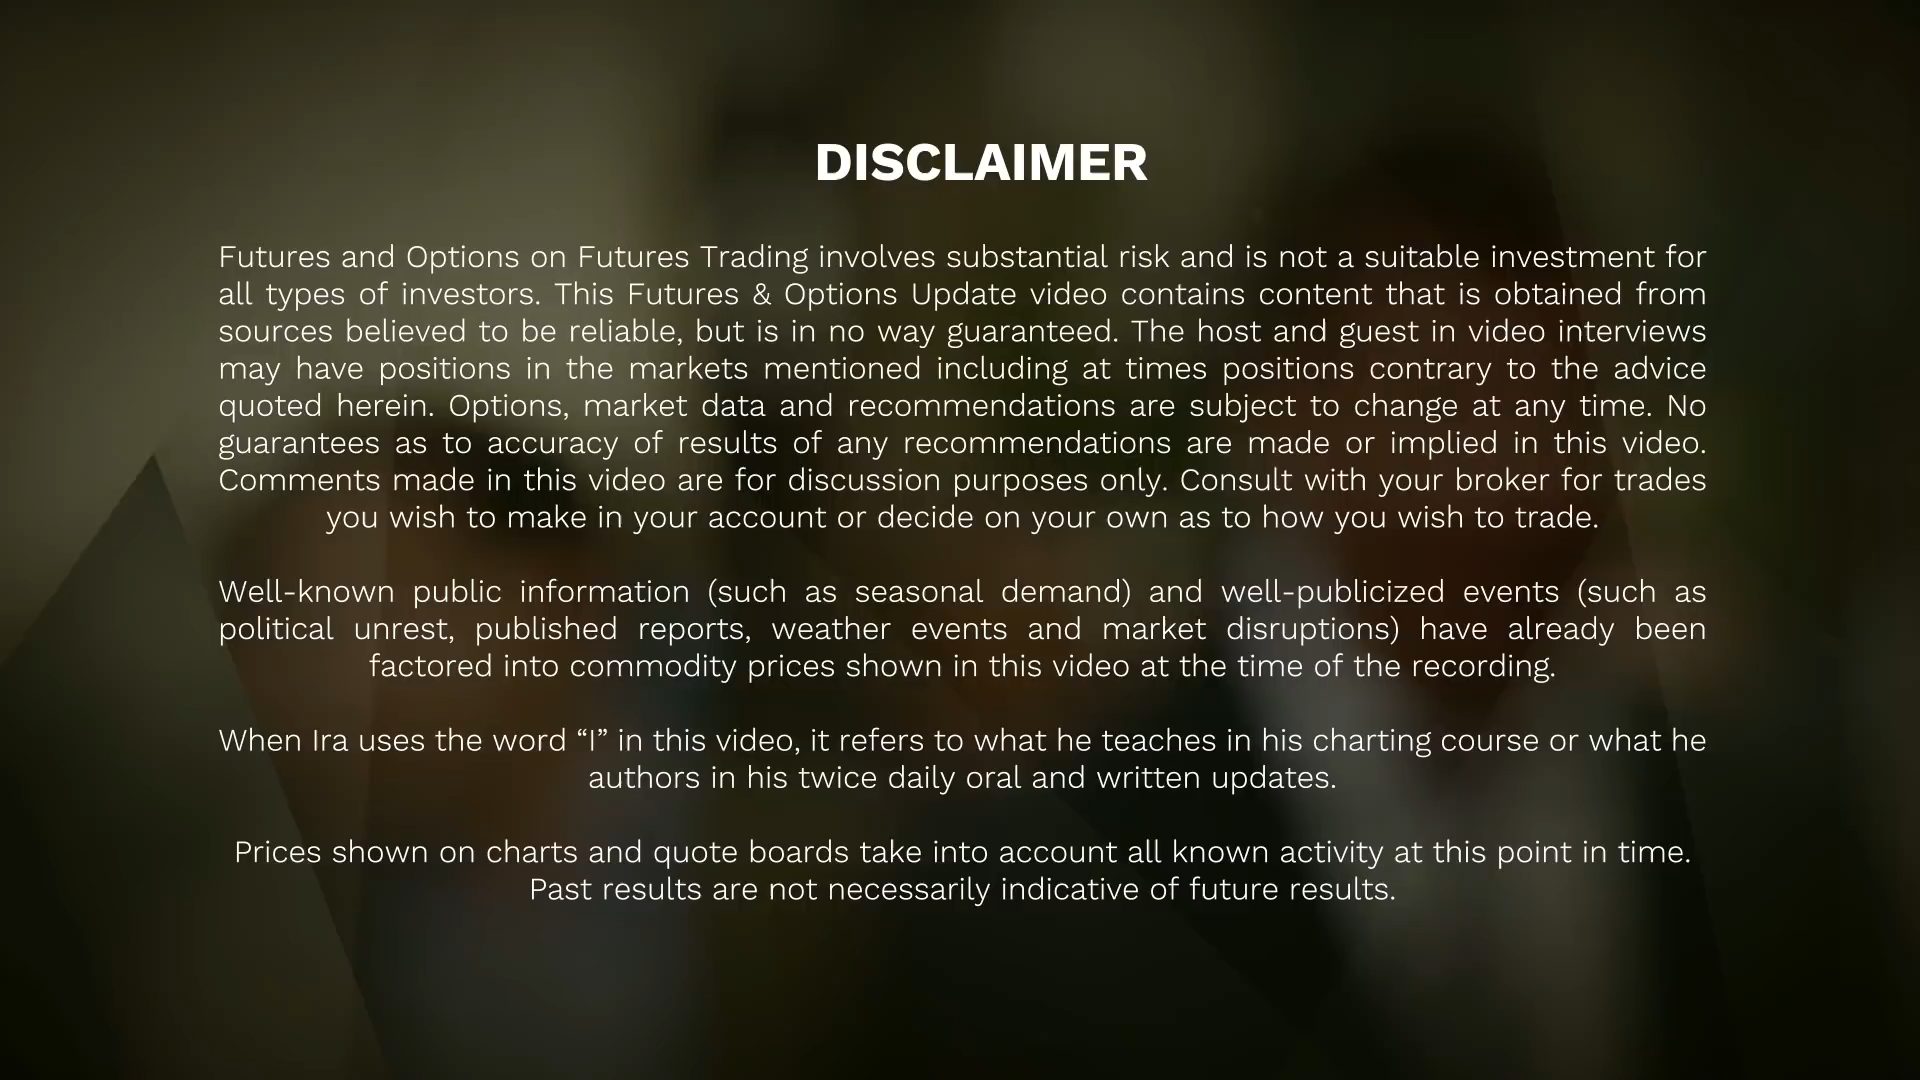 DISCLAIMER
Futures and Options on Futures Trading involves substantial risk and is not a suitable investment for
all types of investors. This Futures & Options Update video contains content that is obtained from
sources believed to be reliable, but is in no way guaranteed. The host and guest in video interviews
may have positions in the markets mentioned including at times positions contrary to the advice
quoted herein. Options, market data and recommendations are subject to change at any time. No
guarantees as to accuracy of results of any recommendations are made or implied in this video.
Comments made in this video are for discussion purposes only. Consult with your broker for trades
you wish to make in your account or decide on your own as to how you wish to trade.
Well-known public information (such as seasonal demand) and well-publicized events (such as
political unrest, published reports, weather events and market disruptions) have already been
factored into commodity prices shown in this video at the time of the recording.
When Ira uses the word “I” in this video, it refers to what he teaches in his charting course or what he
authors in his twice daily oral and written updates.
Prices shown on charts and quote boards take into account all known activity at this point in time.
Past results are not necessarily indicative of future results.